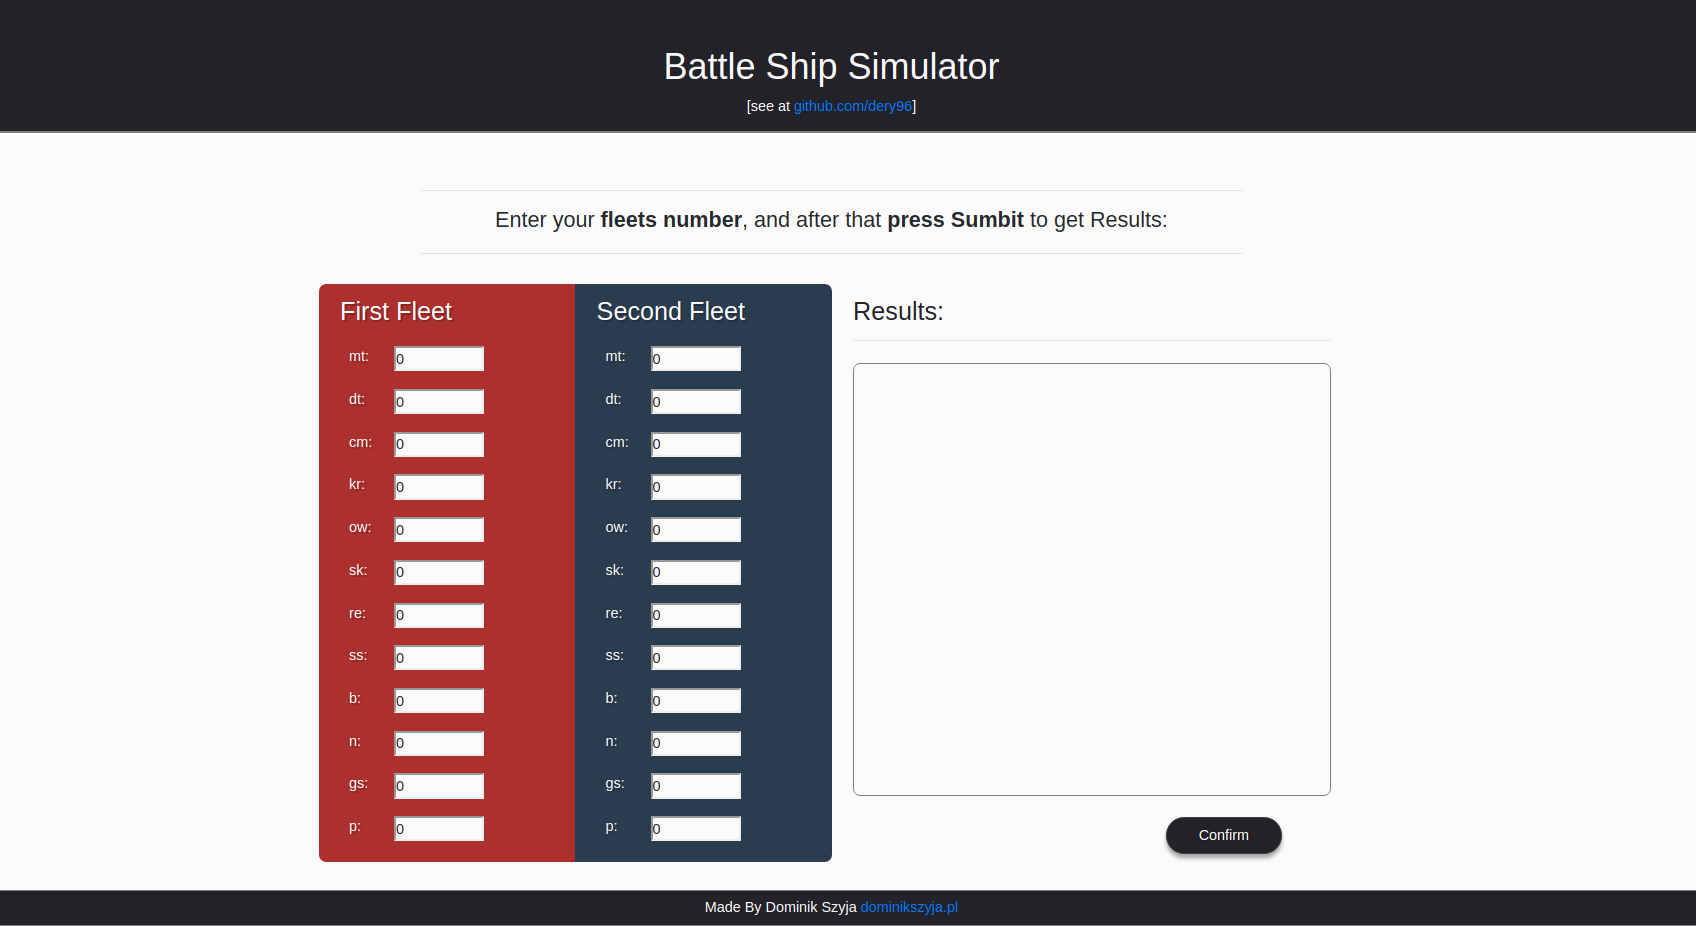 Battle Ship Simulator
[see at github.com/dery96]
Enter your fleets number, and after that press Sumbit to get Results:
First Fleet
mt: 0
dt: 0
cm: 0
kr: 0
ow: 0
sk: 0
re: 0
ss: 0
b: 0
n: 0
gs: 0
p: 0
Second Fleet
mt: 0
dt: 0
cm: 0
kr: 0
ow: 0
sk: 0
re: 0
ss: 0
b: 0
n: 0
gs: 0
p: 0
Results:
Confirm
Made By Dominik Szyja dominikszyja.pl